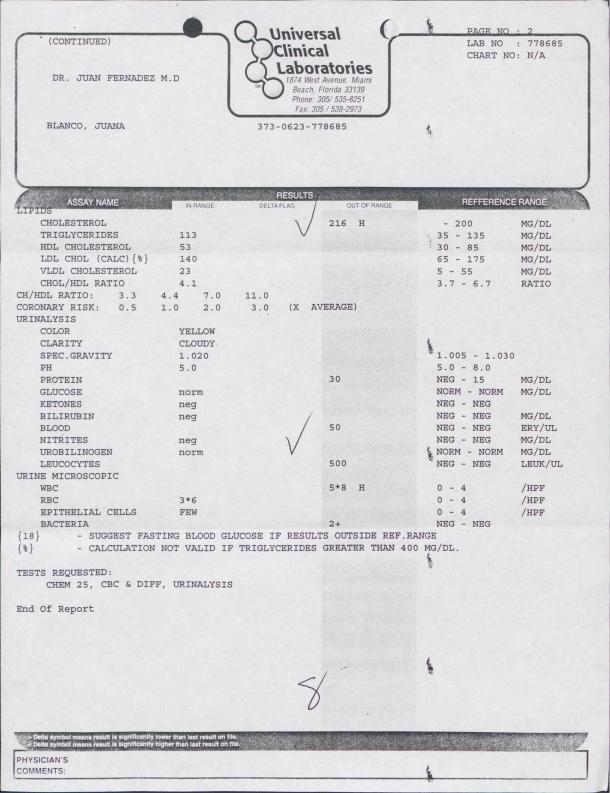 (CONTINUED)
Universal
Clinical
Laboratories
TM
1874 West Avenue, Miami
Beach, Florida 33139
Phone: 305/ 535-8251
Fax: 305 / 538-2973
PAGE NO : 2
LAB NO : 778685
CHART NO: N/A
DR. JUAN FERNADEZ M.D
BLANCO, JUANA 373-0623-778685
RESULTS
ASSAY NAME IN RANGE DELTA FLAG OUT OF RANGE REFFERENCE RANGE
LIPIDS
CHOLESTEROL 216 H - 200 MG/DL
TRIGLYCERIDES 113 35 - 135 MG/DL
HDL CHOLESTEROL 53 30 - 85 MG/DL
LDL CHOL (CALC){%} 140 65 - 175 MG/DL
VLDL CHOLESTEROL 23 5 - 55 MG/DL
CHOL/HDL RATIO 4.1 3.7 - 6.7 RATIO
CH/HDL RATIO: 3.3 4.4 7.0 11.0
CORONARY RISK: 0.5 1.0 2.0 3.0 (X AVERAGE)
URINALYSIS
COLOR YELLOW
CLARITY CLOUDY
SPEC.GRAVITY 1.020 1.005 - 1.030
PH 5.0 5.0 - 8.0
PROTEIN 30 NEG - 15 MG/DL
GLUCOSE norm NORM - NORM MG/DL
KETONES neg NEG - NEG
BILIRUBIN neg NEG - NEG MG/DL
BLOOD 50 NEG - NEG ERY/UL
NITRITES neg NEG - NEG MG/DL
UROBILINOGEN norm NORM - NORM MG/DL
LEUCOCYTES 500 NEG - NEG LEUK/UL
URINE MICROSCOPIC
WBC 5*8 H 0 - 4 /HPF
RBC 3*6 0 - 4 /HPF
EPITHELIAL CELLS FEW 0 - 4 /HPF
BACTERIA 2+ NEG - NEG
{18} - SUGGEST FASTING BLOOD GLUCOSE IF RESULTS OUTSIDE REF.RANGE
{%} - CALCULATION NOT VALID IF TRIGLYCERIDES GREATER THAN 400 MG/DL.
TESTS REQUESTED:
CHEM 25, CBC & DIFF, URINALYSIS
End Of Report
8
> Delta symbol means result is significantly lower than last result on file.
< Delta symbol means result is significantly higher than last result on file.
PHYSICIAN'S
COMMENTS: